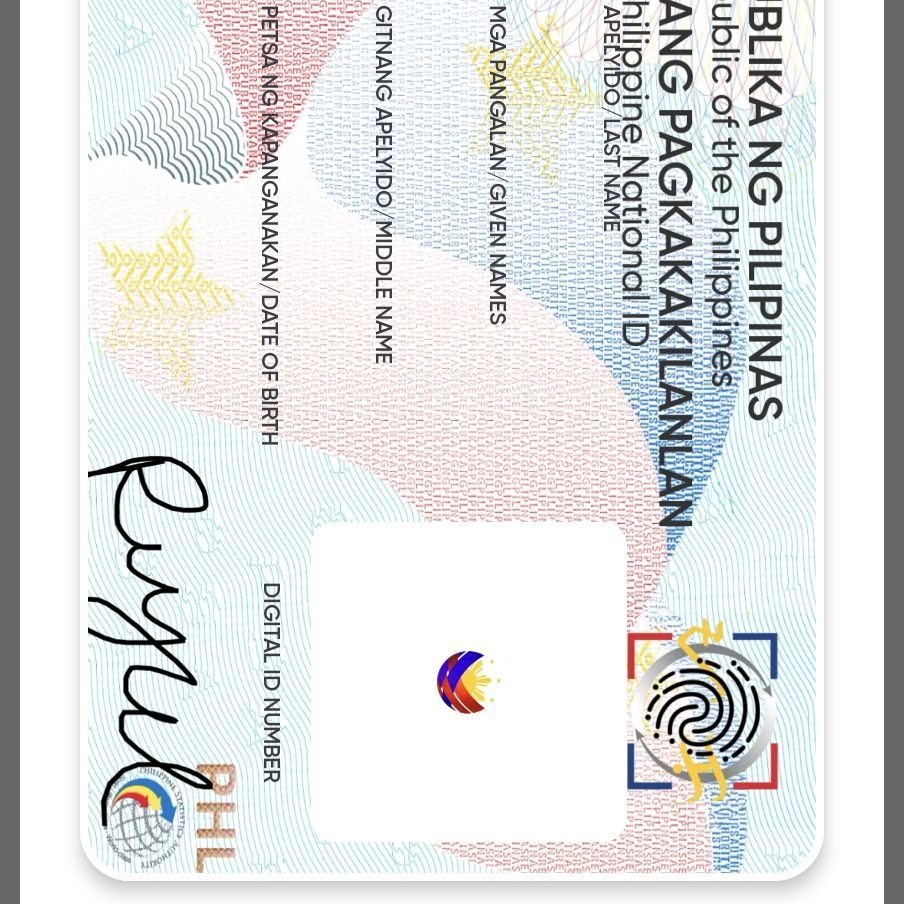 BLIKA NG PILIPINAS
ublic of the Philippines
ANG PAGKAKAKILANLAN
hilippine National ID
APELYIDO/LAST NAME
MGA PANGALAN/GIVEN NAMES
GITNANG APELYIDO/MIDDLE NAME
PETSA NG KAPANGANAKAN/DATE OF BIRTH
DIGITAL ID NUMBER
PHL
PHILIPPINE STATISTICS AUTHORITY